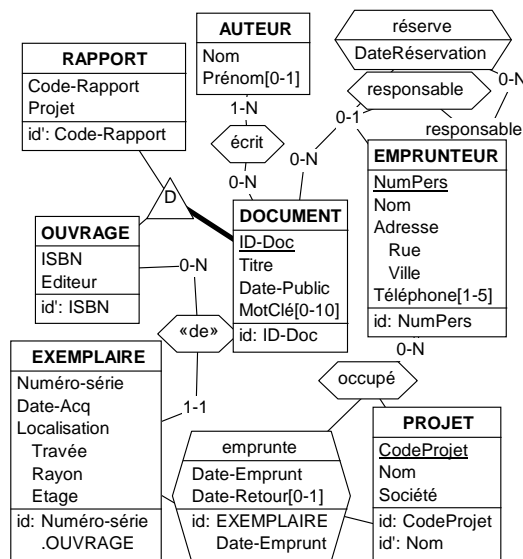 AUTEUR
Nom
Prénom[0-1]
réserve
DateRéservation
RAPPORT
Code-Rapport
Projet
id': Code-Rapport
0-N
responsable
1-N
0-1
responsable
écrit
0-N
0-N
EMPRUNTEUR
NumPers
Nom
Adresse
Rue
Ville
Téléphone[1-5]
id: NumPers
D
DOCUMENT
ID-Doc
Titre
Date-Public
MotClé[0-10]
id: ID-Doc
OUVRAGE
ISBN
Editeur
id': ISBN
0-N
«de»
1-1
0-N
occupé
EXEMPLAIRE
Numéro-série
Date-Acq
Localisation
Travée
Rayon
Etage
id: Numéro-série
.OUVRAGE
emprunte
Date-Emprunt
Date-Retour[0-1]
id: EXEMPLAIRE
Date-Emprunt
PROJET
CodeProjet
Nom
Société
id: CodeProjet
id': Nom